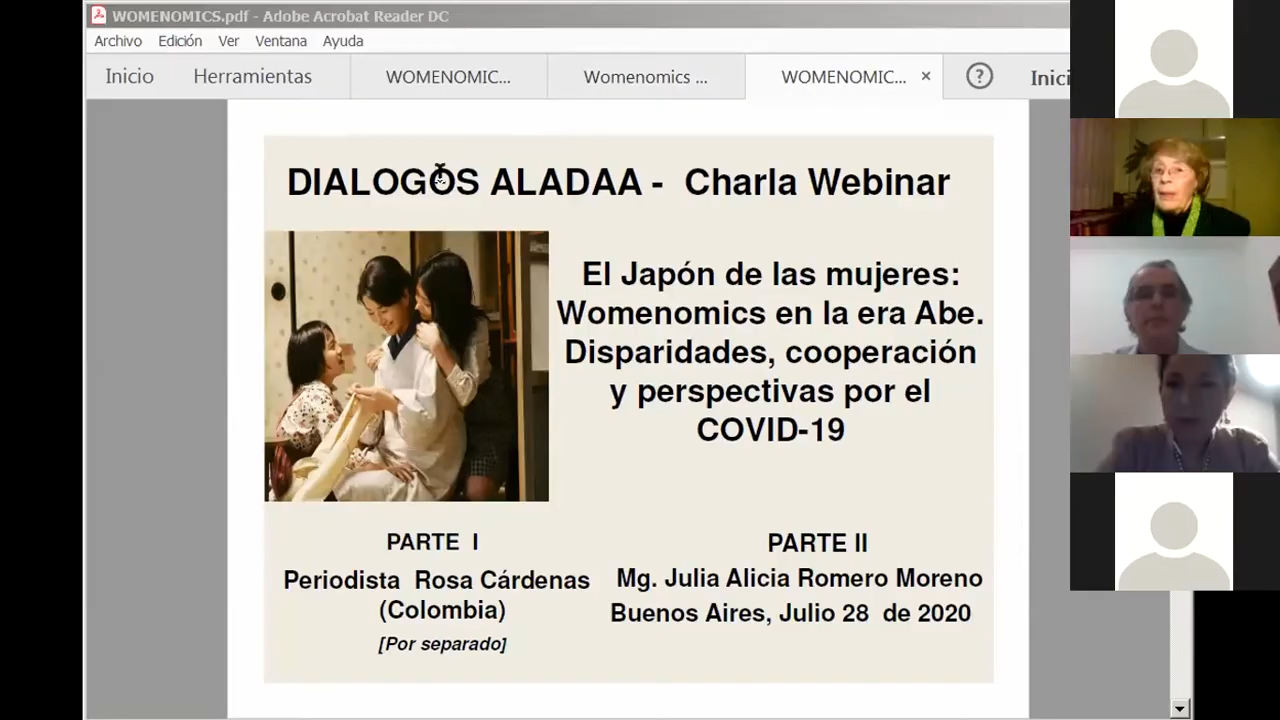 WOMENOMICS.pdf - Adobe Acrobat Reader DC
Archivo Edición Ver Ventana Ayuda
Inicio Herramientas WOMENOMIC... Womenomics ... WOMENOMIC... × ? Inici
DIALOGOS ALADAA - Charla Webinar
El Japón de las mujeres:
Womenomics en la era Abe.
Disparidades, cooperación
y perspectivas por el
COVID-19
PARTE I
Periodista Rosa Cárdenas
(Colombia)
[Por separado]
PARTE II
Mg. Julia Alicia Romero Moreno
Buenos Aires, Julio 28 de 2020